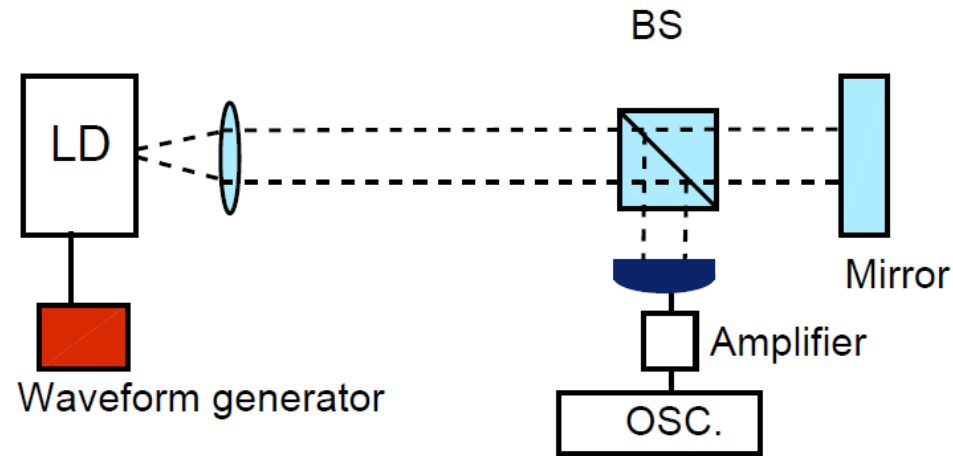 BS
LD
Mirror
Amplifier
Waveform generator
OSC.